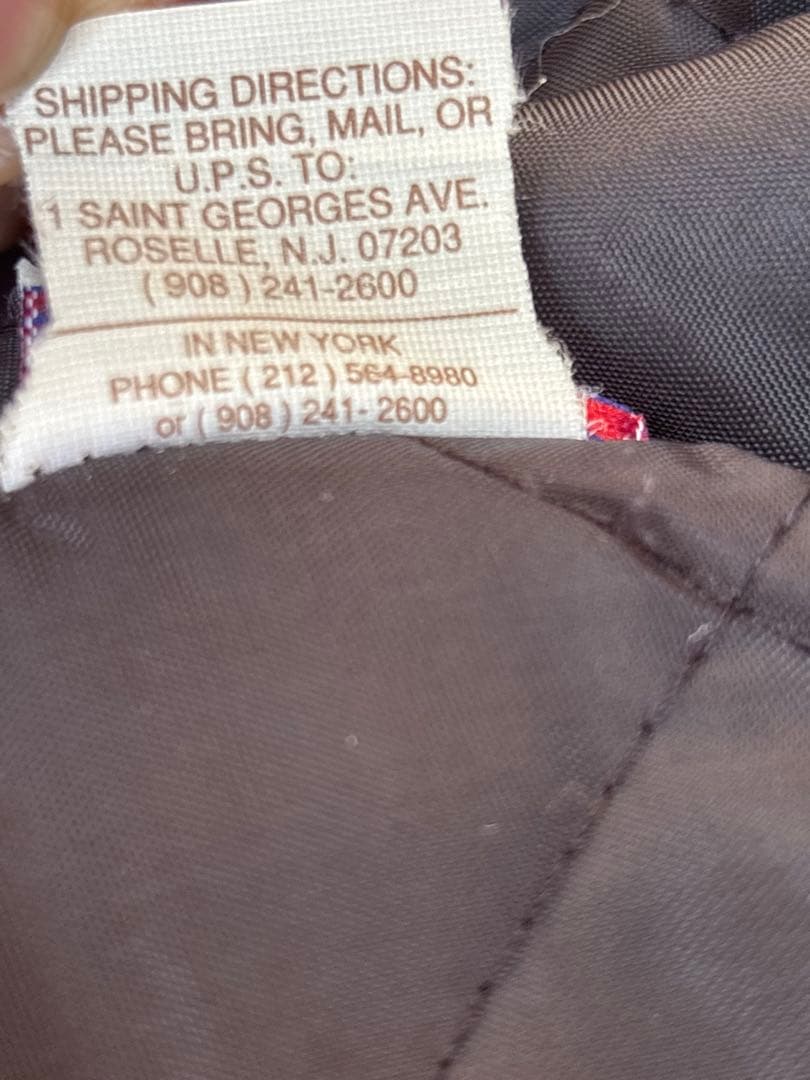 SHIPPING DIRECTIONS:
PLEASE BRING, MAIL, OR
U.P.S. TO:
1 SAINT GEORGES AVE.
ROSELLE, N.J. 07203
( 908 ) 241-2600
IN NEW YORK
PHONE ( 212 ) 564-8980
or ( 908 ) 241- 2600